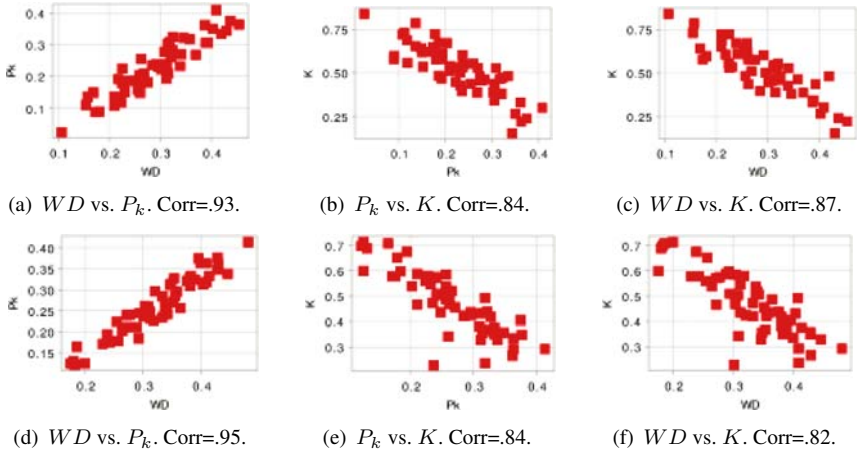 0.4
0.3
0.2
0.1
Pk
0.1 0.2 0.3 0.4
WD
0.75
0.50
0.25
K
0.1 0.2 0.3 0.4
Pk
0.75
0.50
0.25
K
0.1 0.2 0.3 0.4
WD
(a) WD vs. Pk. Corr=.93.
(b) Pk vs. K. Corr=.84.
(c) WD vs. K. Corr=.87.
0.40
0.35
0.30
0.25
0.20
0.15
Pk
0.2 0.3 0.4
WD
0.7
0.6
0.5
0.4
0.3
K
0.2 0.3 0.4
Pk
0.7
0.6
0.5
0.4
0.3
K
0.2 0.3 0.4
WD
(d) WD vs. Pk. Corr=.95.
(e) Pk vs. K. Corr=.84.
(f) WD vs. K. Corr=.82.